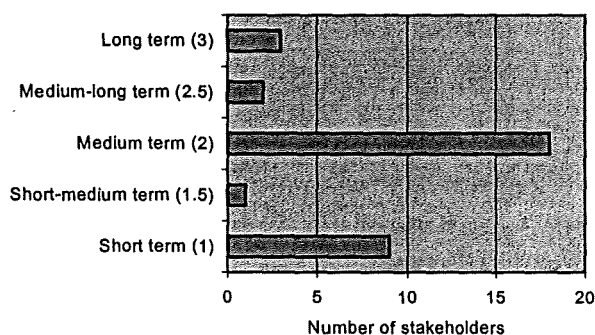 Long term (3)
Medium-long term (2.5)
Medium term (2)
Short-medium term (1.5)
Short term (1)
0 5 10 15 20
Number of stakeholders